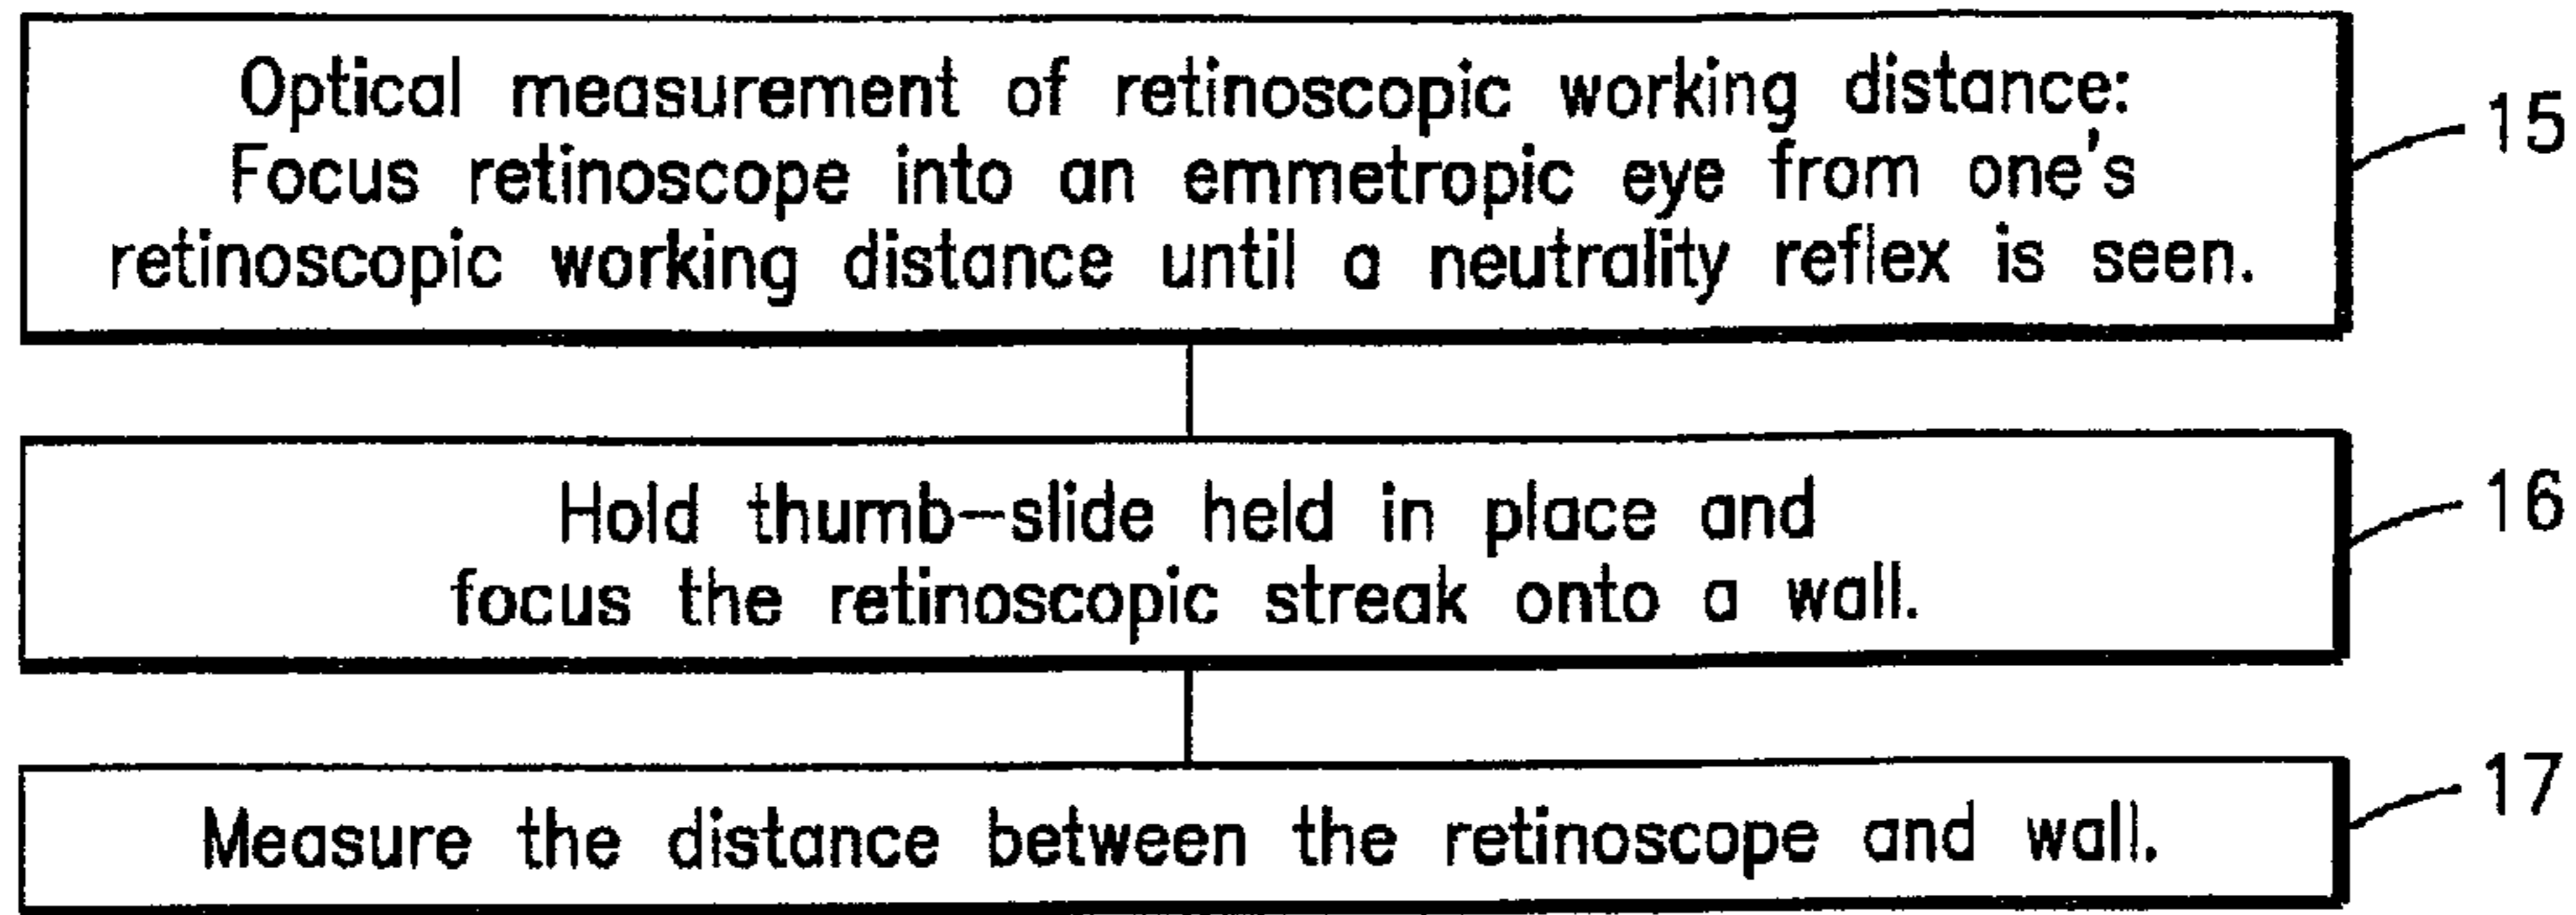 Optical measurement of retinoscopic working distance:
Focus retinoscope into an emmetropic eye from one's
retinoscopic working distance until a neutrality reflex is seen.
15
Hold thumb-slide held in place and
focus the retinoscopic streak onto a wall.
16
Measure the distance between the retinoscope and wall.
17